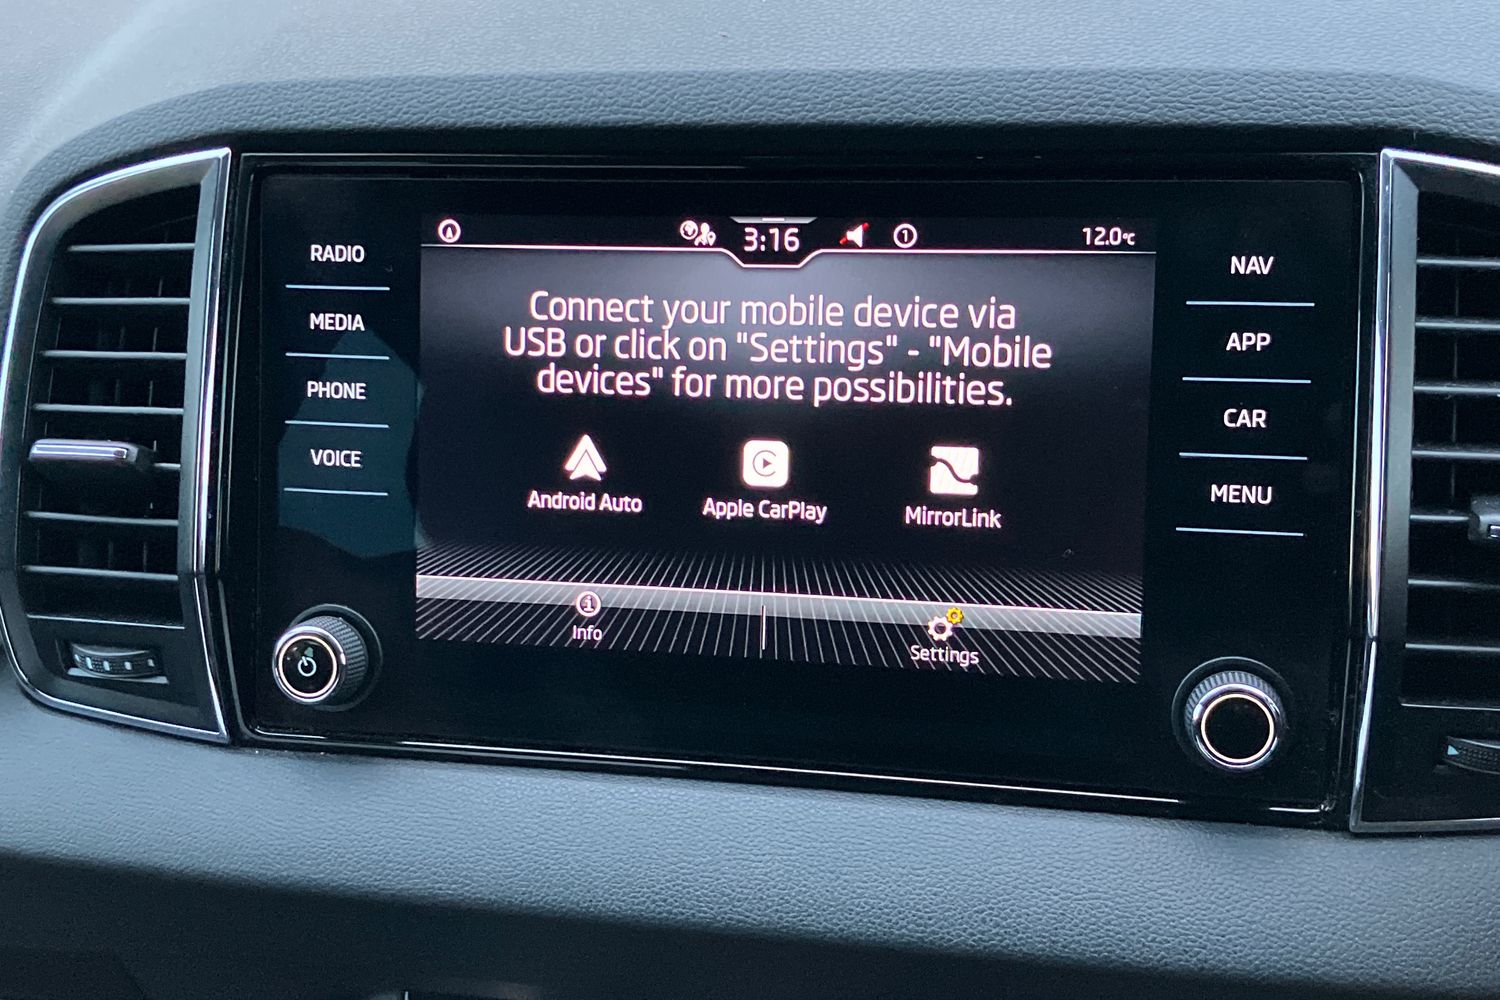 RADIO
MEDIA
PHONE
VOICE
3:16
1
12.0°C
Connect your mobile device via
USB or click on "Settings" - "Mobile
devices" for more possibilities.
Android Auto
Apple CarPlay
MirrorLink
Info
Settings
NAV
APP
CAR
MENU